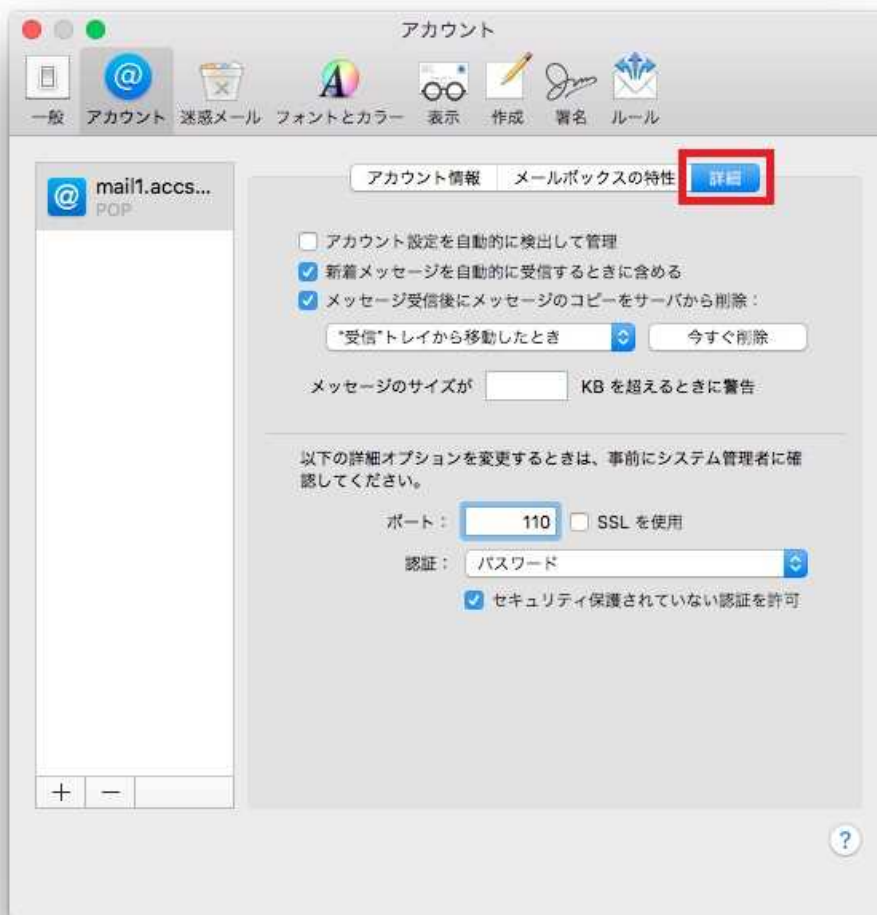 アカウント
一般 アカウント 迷惑メール フォントとカラー 表示 作成 署名 ルール
mail1.accs...
POP
アカウント情報 メールボックスの特性 詳細
アカウント設定を自動的に検出して管理
新着メッセージを自動的に受信するときに含める
メッセージ受信後にメッセージのコピーをサーバから削除：
"受信"トレイから移動したとき 今すぐ削除
メッセージのサイズが KB を超えるときに警告
以下の詳細オプションを変更するときは、事前にシステム管理者に確
認してください。
ポート： 110 SSL を使用
認証： パスワード
セキュリティ保護されていない認証を許可
+ −
?